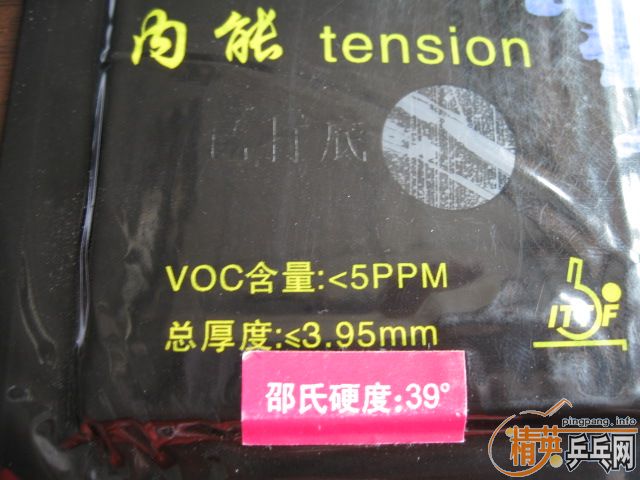 内能 tension
已打底
VOC含量:<5PPM
ITTF
总厚度:≤3.95mm
邵氏硬度:39°
pingpang.info
精英乒乓网